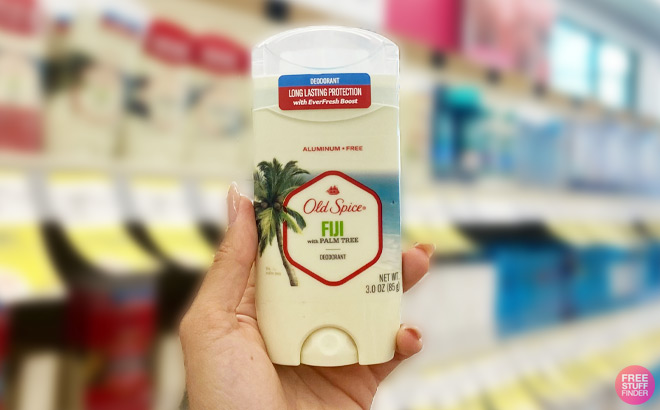 DEODORANT
LONG LASTING PROTECTION
with EverFresh Boost
ALUMINUM • FREE
Old Spice
FIJI
with PALM TREE
DEODORANT
NET WT.
3.0 OZ (85g)
FREE
STUFF
FINDER